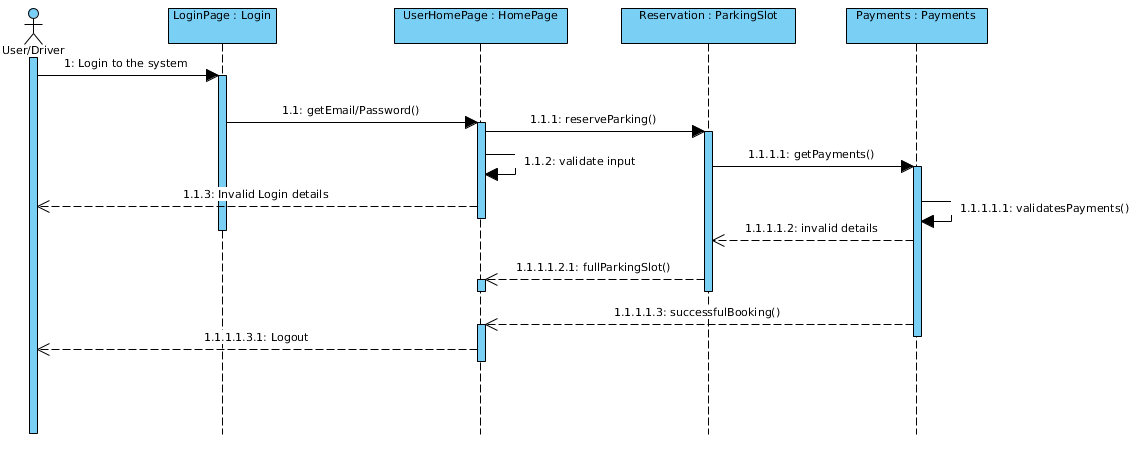 LoginPage : Login
UserHomePage : HomePage
Reservation : ParkingSlot
Payments : Payments
User/Driver
1: Login to the system
1.1: getEmail/Password()
1.1.1: reserveParking()
1.1.2: validate input
1.1.1.1: getPayments()
1.1.3: Invalid Login details
1.1.1.1.1: validatesPayments()
1.1.1.1.2: invalid details
1.1.1.1.2.1: fullParkingSlot()
1.1.1.1.3: successfulBooking()
1.1.1.1.3.1: Logout